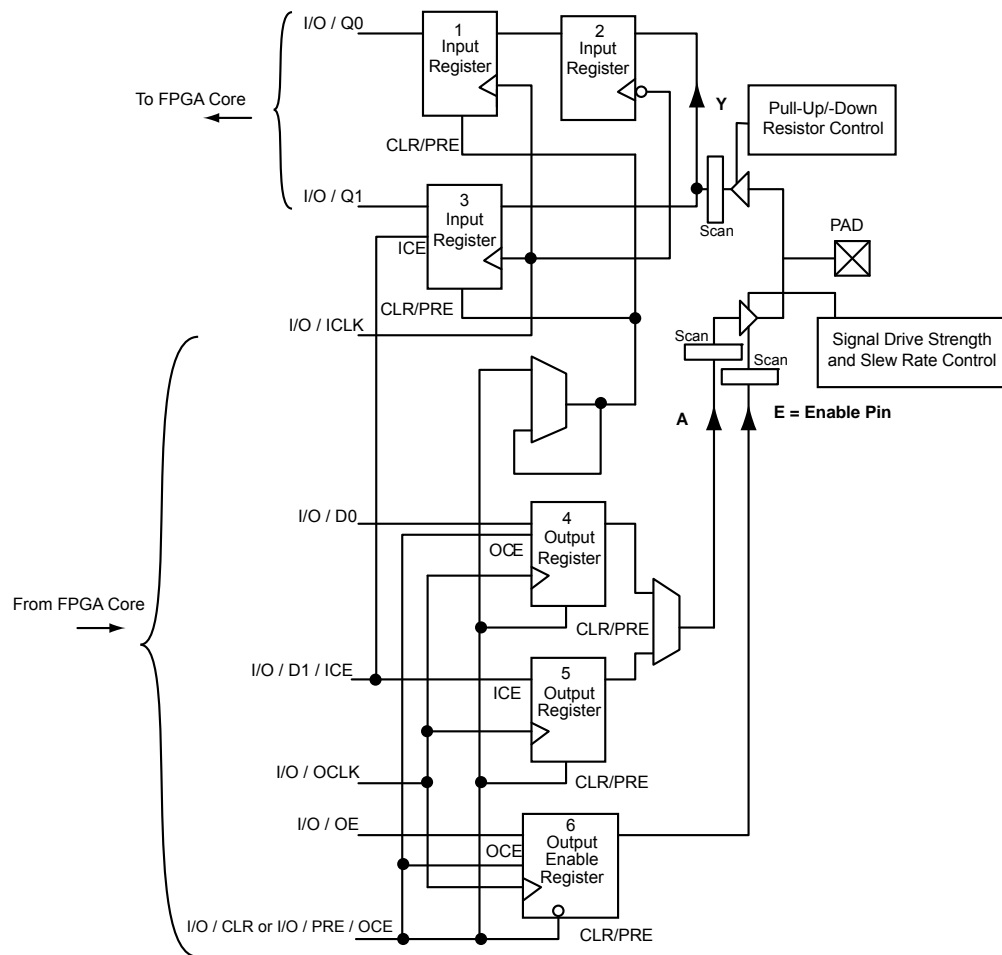 I/O / Q0
1
Input
Register
2
Input
Register
To FPGA Core
Y
Pull-Up/-Down
Resistor Control
CLR/PRE
I/O / Q1
3
Input
Register
ICE
Scan
PAD
CLR/PRE
I/O / ICLK
Scan
Signal Drive Strength
and Slew Rate Control
Scan
A
E = Enable Pin
I/O / D0
4
Output
Register
OCE
From FPGA Core
CLR/PRE
I/O / D1 / ICE
5
Output
Register
ICE
I/O / OCLK
CLR/PRE
I/O / OE
6
Output
Enable
Register
OCE
I/O / CLR or I/O / PRE / OCE
CLR/PRE